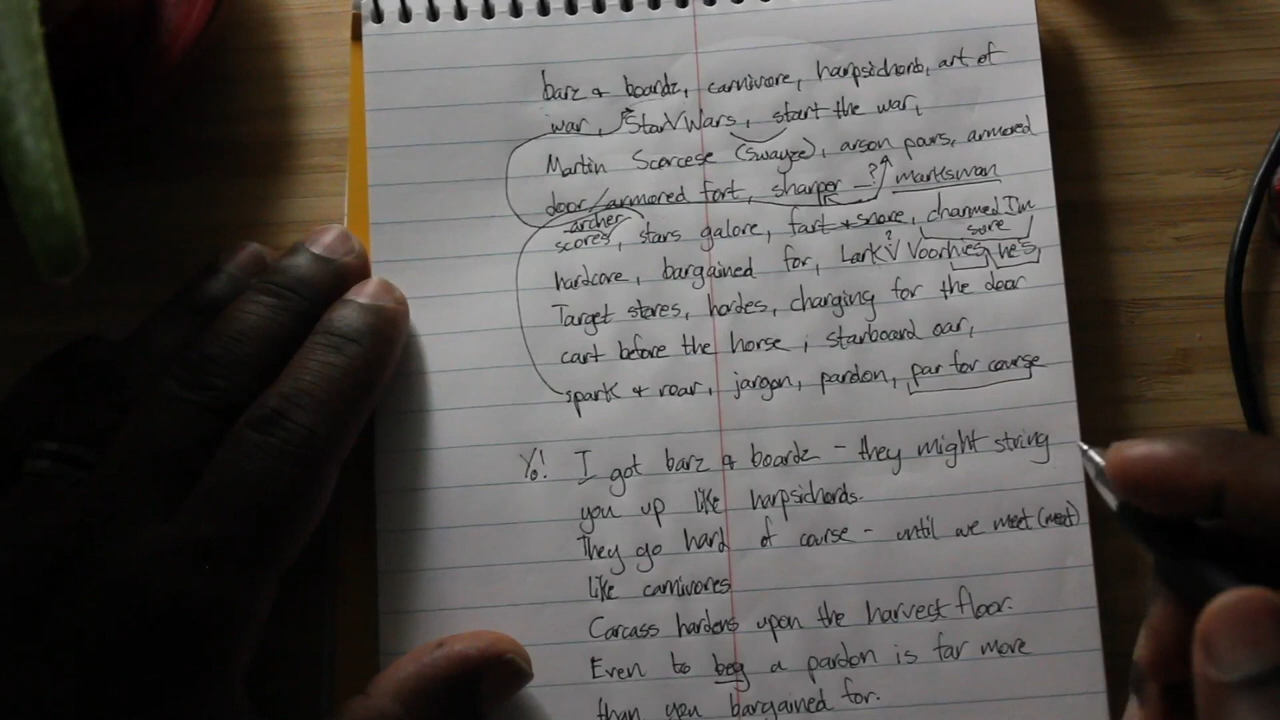 barz & boardz, carnivore, harpsichord, art of
war, Star Wars, start the war,
Martin Scorcese (Swayze), arson pours, armored
door/armored fort, sharper —? marksman
archer
scores, stars galore, fart & snore, charmed I'm
sure
hardcore, bargained for, Lark ? Voorhies, he's
Target stores, hordes, charging for the door
cart before the horse, starboard oar,
spark & roar, jargon, pardon, par for course
Yo! I got barz & boardz - they might string
you up like harpsichords.
They go hard of course - until we meet (meat)
like carnivores
Carcass hardens upon the harvest floor.
Even to beg a pardon is far more
than you bargained for.